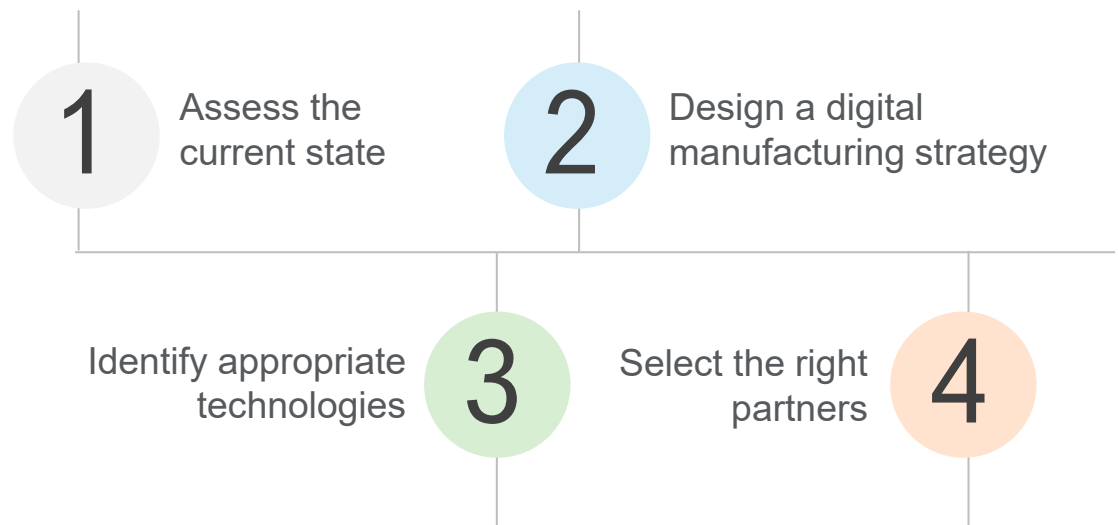 1
Assess the
current state
2
Design a digital
manufacturing strategy
Identify appropriate
technologies
3
Select the right
partners
4